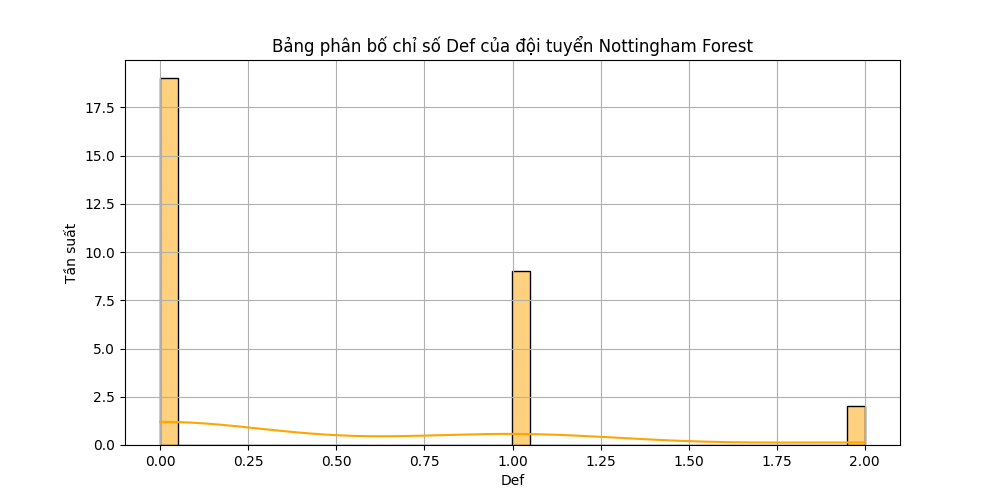 Bảng phân bố chỉ số Def của đội tuyển Nottingham Forest
17.5
15.0
12.5
10.0
7.5
5.0
2.5
0.0
Tần suất
0.00 0.25 0.50 0.75 1.00 1.25 1.50 1.75 2.00
Def